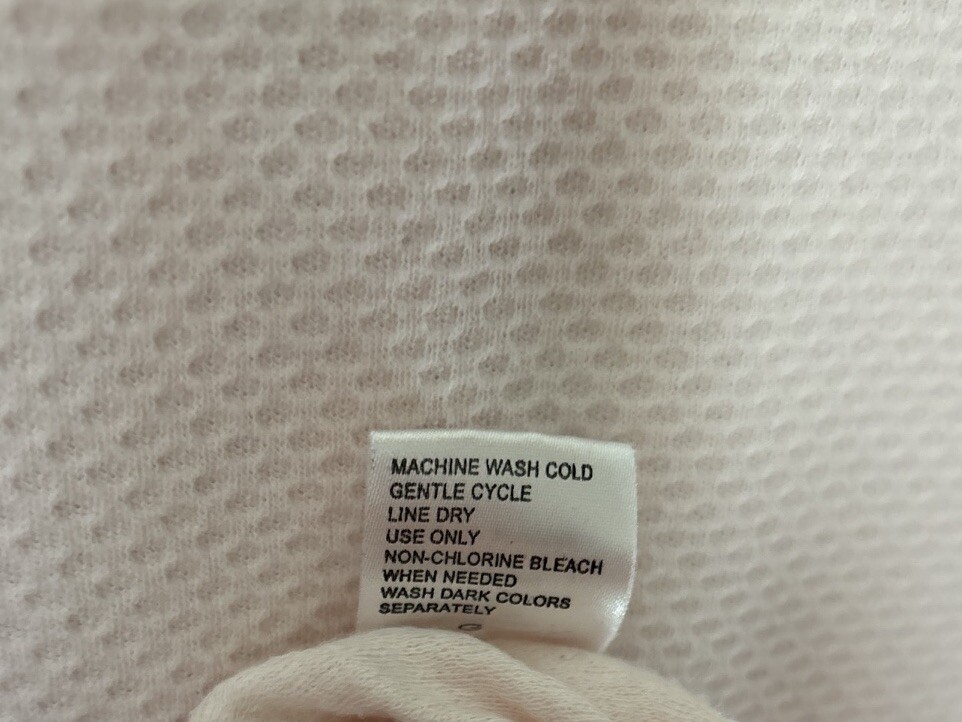 MACHINE WASH COLD
GENTLE CYCLE
LINE DRY
USE ONLY
NON-CHLORINE BLEACH
WHEN NEEDED
WASH DARK COLORS
SEPARATELY